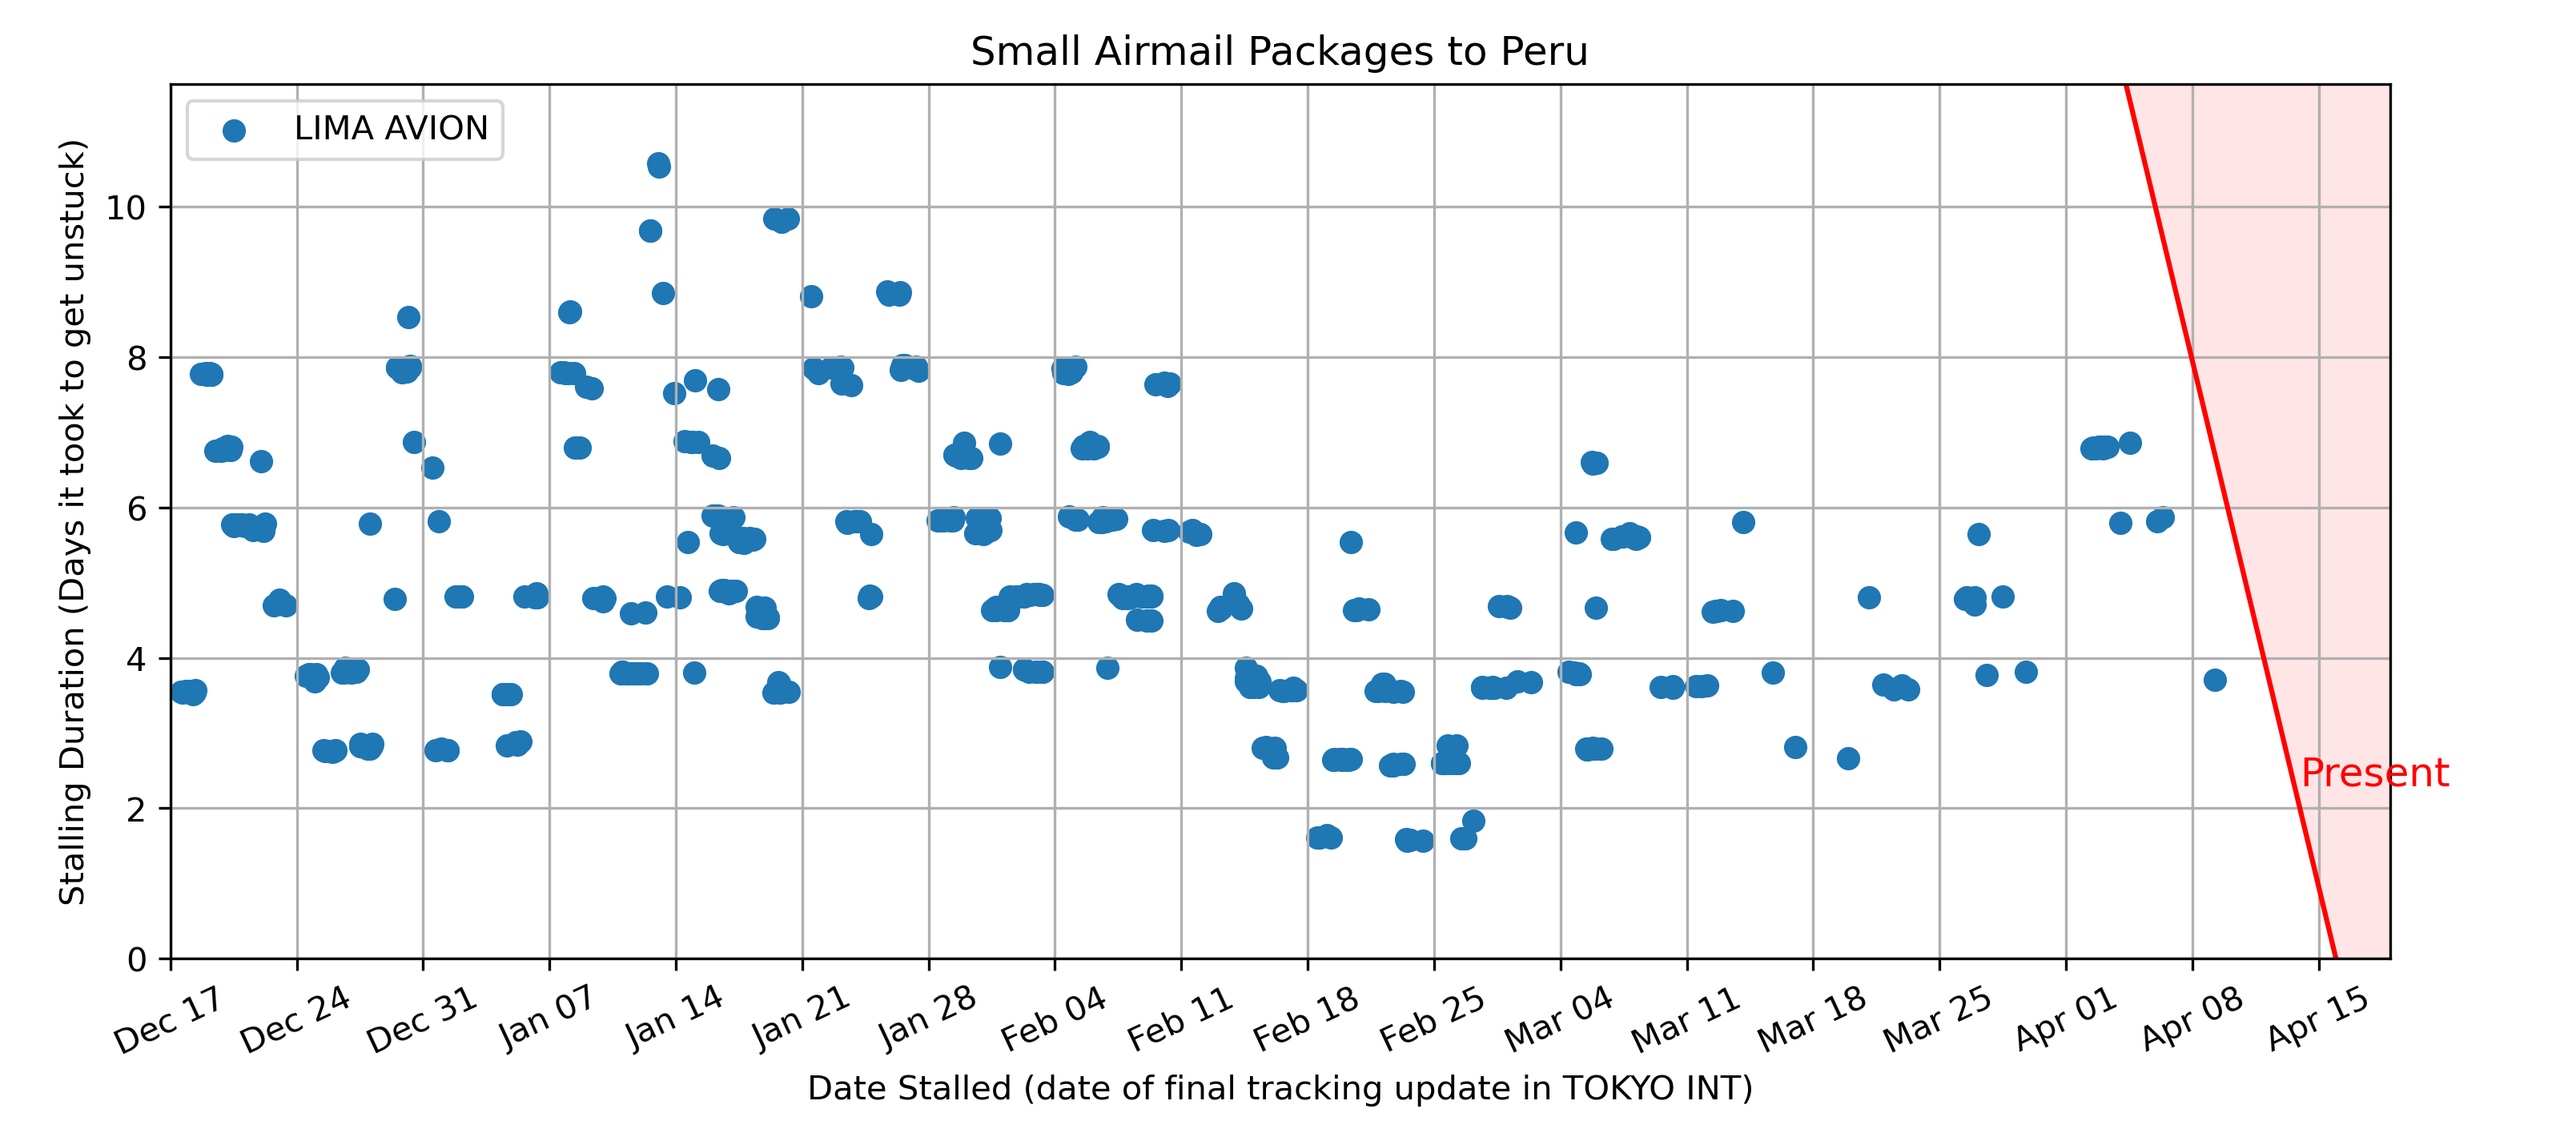 Small Airmail Packages to Peru
LIMA AVION
Stalling Duration (Days it took to get unstuck)
10
8
6
4
2
0
Present
Dec 17
Dec 24
Dec 31
Jan 07
Jan 14
Jan 21
Jan 28
Feb 04
Feb 11
Feb 18
Feb 25
Mar 04
Mar 11
Mar 18
Mar 25
Apr 01
Apr 08
Apr 15
Date Stalled (date of final tracking update in TOKYO INT)